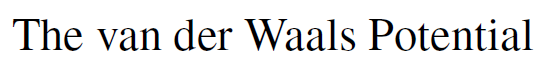 The van der Waals Potential